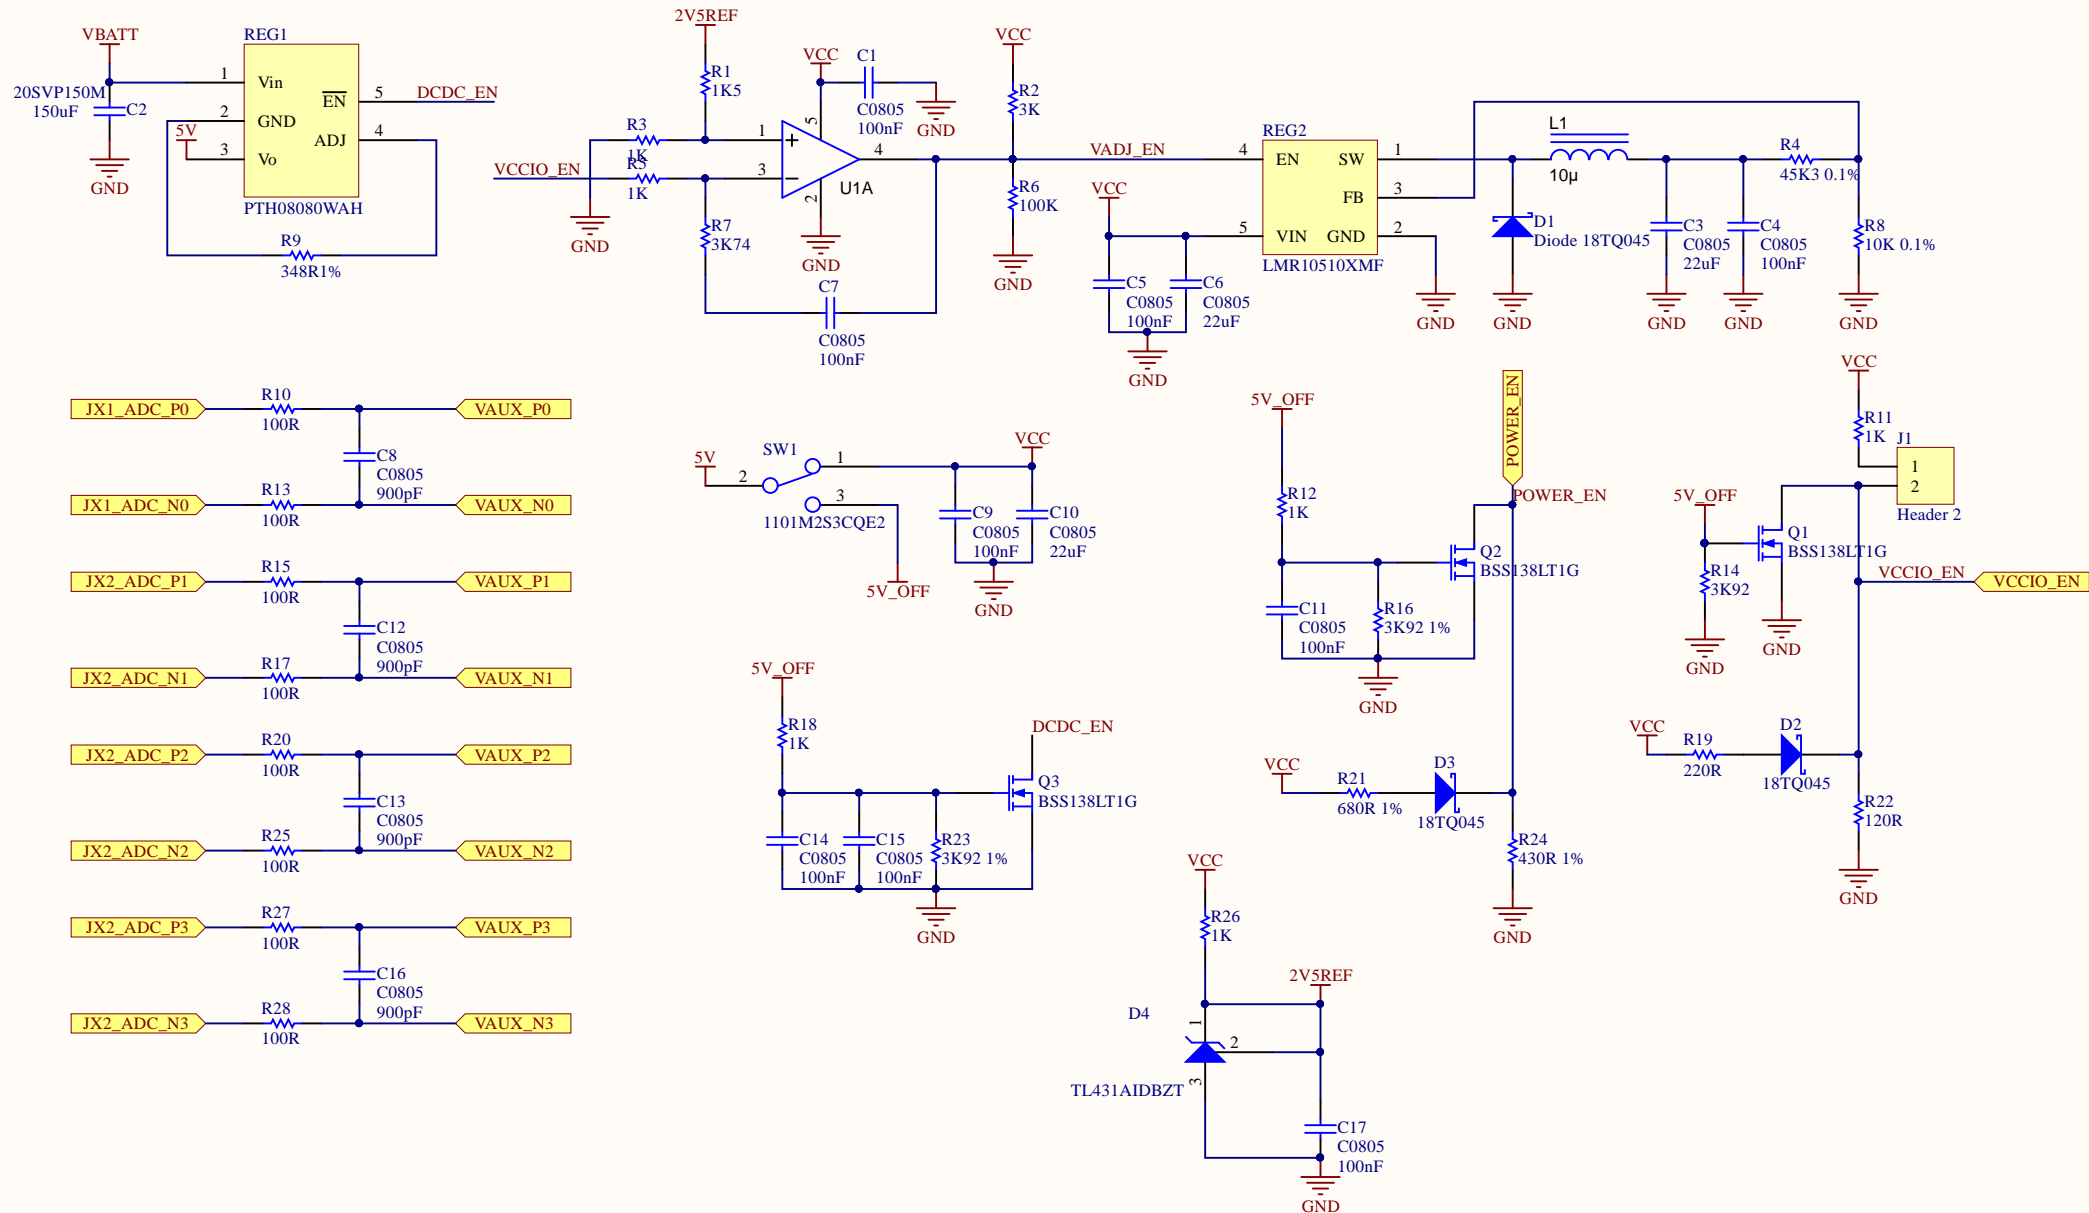 VBATT
REG1
20SVP150M
150uF
C2
GND
1
Vin
2
GND
5V
3
Vo
EN
5
DCDC_EN
ADJ
4
PTH08080WAH
R9
348R1%
2V5REF
R1
1K5
VCC
C1
C0805
100nF
GND
R3
1K
R5
1K
VCCIO_EN
GND
1
3
5
2
4
U1A
GND
R7
3K74
C7
C0805
100nF
VCC
R2
3K
R6
100K
GND
VADJ_EN
REG2
4
EN
SW
1
FB
3
5
VIN
GND
2
LMR10510XMF
VCC
C5
C0805
100nF
C6
C0805
22uF
GND
GND
L1
10µ
D1
Diode 18TQ045
GND
C3
C0805
22uF
GND
C4
C0805
100nF
GND
R4
45K3 0.1%
R8
10K 0.1%
GND
JX1_ADC_P0
R10
100R
VAUX_P0
C8
C0805
900pF
JX1_ADC_N0
R13
100R
VAUX_N0
JX2_ADC_P1
R15
100R
VAUX_P1
C12
C0805
900pF
JX2_ADC_N1
R17
100R
VAUX_N1
JX2_ADC_P2
R20
100R
VAUX_P2
C13
C0805
900pF
JX2_ADC_N2
R25
100R
VAUX_N2
JX2_ADC_P3
R27
100R
VAUX_P3
C16
C0805
900pF
JX2_ADC_N3
R28
100R
VAUX_N3
SW1
5V
2
1
3
1101M2S3CQE2
5V_OFF
VCC
C9
C0805
100nF
C10
C0805
22uF
GND
5V_OFF
R12
1K
C11
C0805
100nF
R16
3K92 1%
GND
Q2
BSS138LT1G
POWER_EN
POWER_EN
VCC
R21
680R 1%
D3
18TQ045
R24
430R 1%
GND
VCC
R11
1K
J1
1
2
Header 2
5V_OFF
Q1
BSS138LT1G
R14
3K92
GND
GND
VCCIO_EN
VCCIO_EN
VCC
R19
220R
D2
18TQ045
R22
120R
GND
5V_OFF
R18
1K
DCDC_EN
Q3
BSS138LT1G
C14
C0805
100nF
C15
C0805
100nF
R23
3K92 1%
GND
VCC
R26
1K
2V5REF
D4
1
2
3
TL431AIDBZT
C17
C0805
100nF
GND